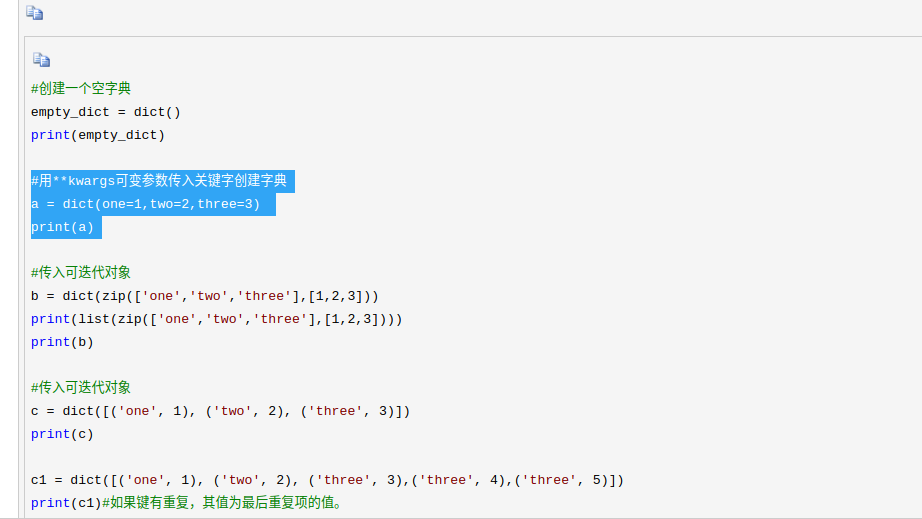 #创建一个空字典
empty_dict = dict()
print(empty_dict)
#用**kwargs可变参数传入关键字创建字典
a = dict(one=1,two=2,three=3)
print(a)
#传入可迭代对象
b = dict(zip(['one','two','three'],[1,2,3]))
print(list(zip(['one','two','three'],[1,2,3])))
print(b)
#传入可迭代对象
c = dict([('one', 1), ('two', 2), ('three', 3)])
print(c)
c1 = dict([('one', 1), ('two', 2), ('three', 3),('three', 4),('three', 5)])
print(c1)#如果键有重复，其值为最后重复项的值。